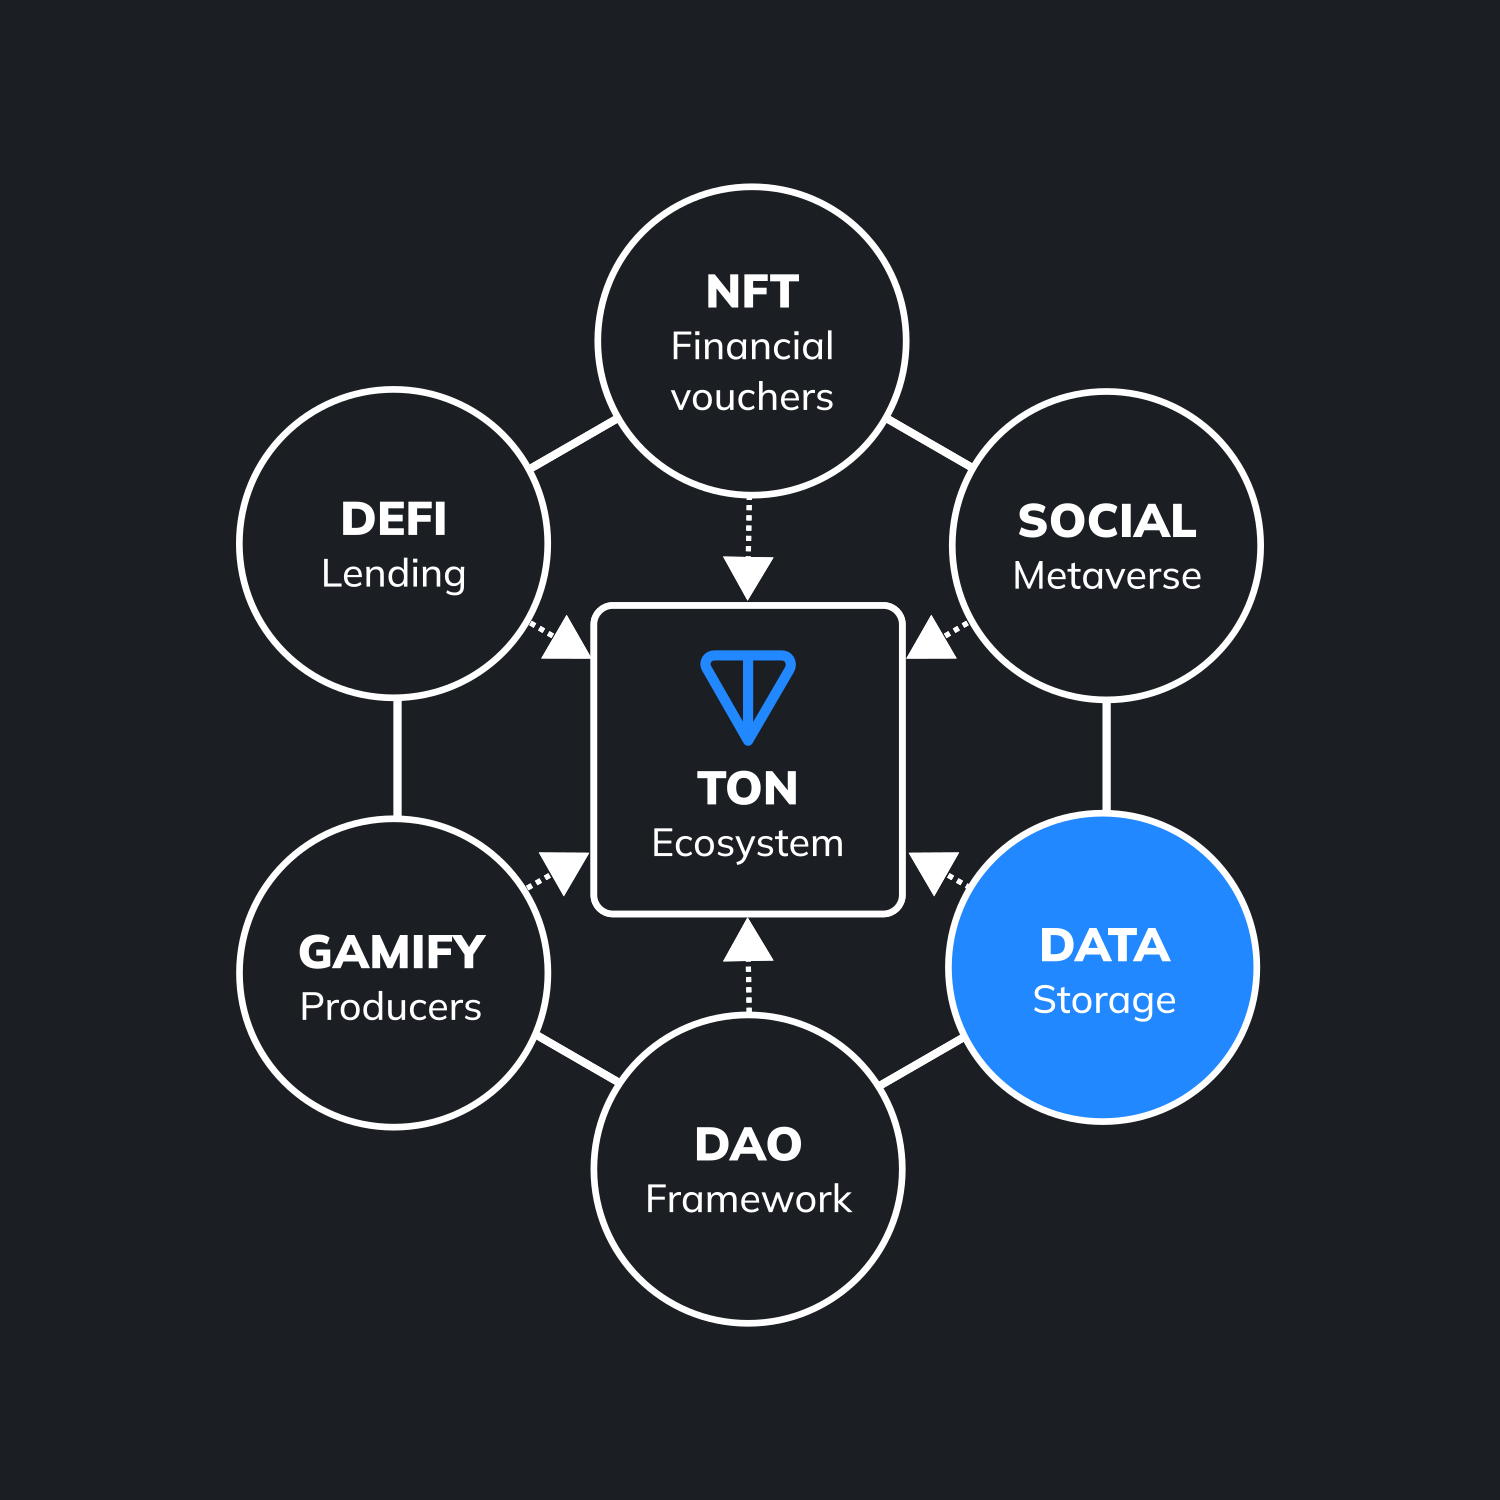 NFT
Financial
vouchers
DEFI
Lending
SOCIAL
Metaverse
TON
Ecosystem
GAMIFY
Producers
DATA
Storage
DAO
Framework